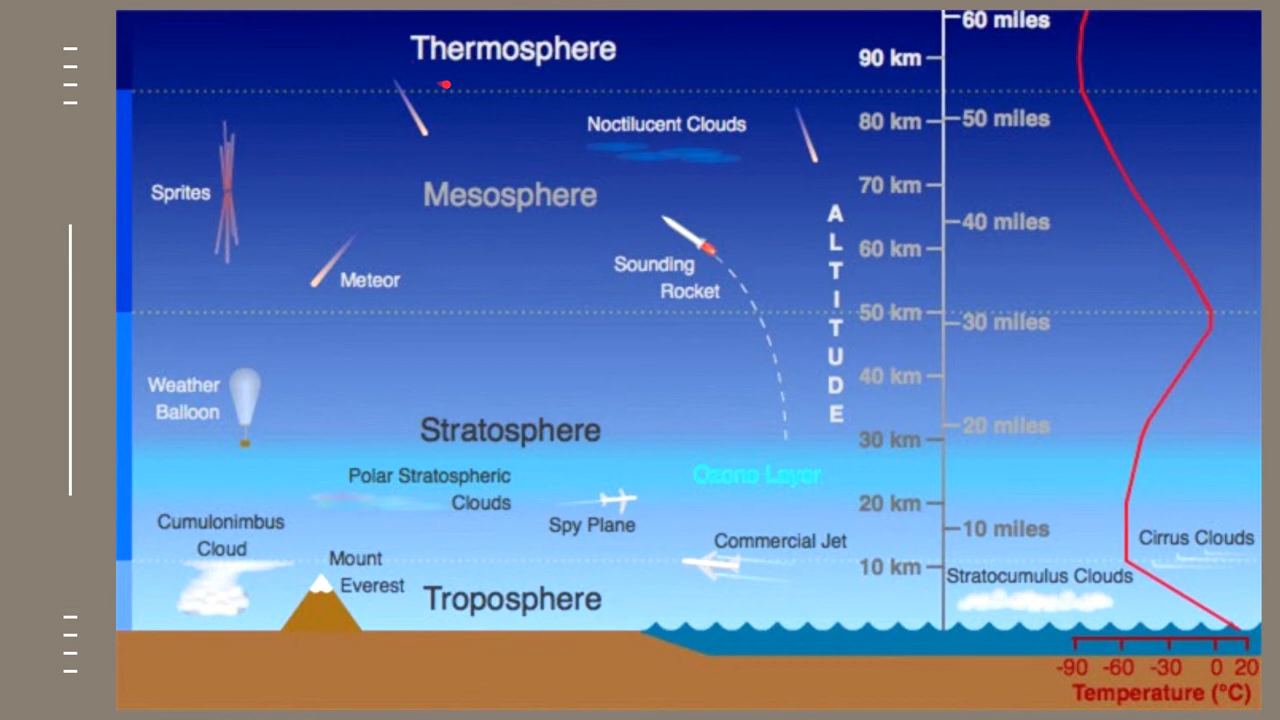 Thermosphere
60 miles
90 km
Noctilucent Clouds
80 km
50 miles
Sprites
Mesosphere
70 km
40 miles
ALTITUDE
60 km
Sounding
Rocket
Meteor
50 km
30 miles
Weather
Balloon
40 km
Stratosphere
20 miles
30 km
Polar Stratospheric
Clouds
Ozone Layer
Spy Plane
20 km
10 miles
Cumulonimbus
Cloud
Commercial Jet
Cirrus Clouds
Mount
Everest
10 km
Stratocumulus Clouds
Troposphere
-90 -60 -30 0 20
Temperature (°C)